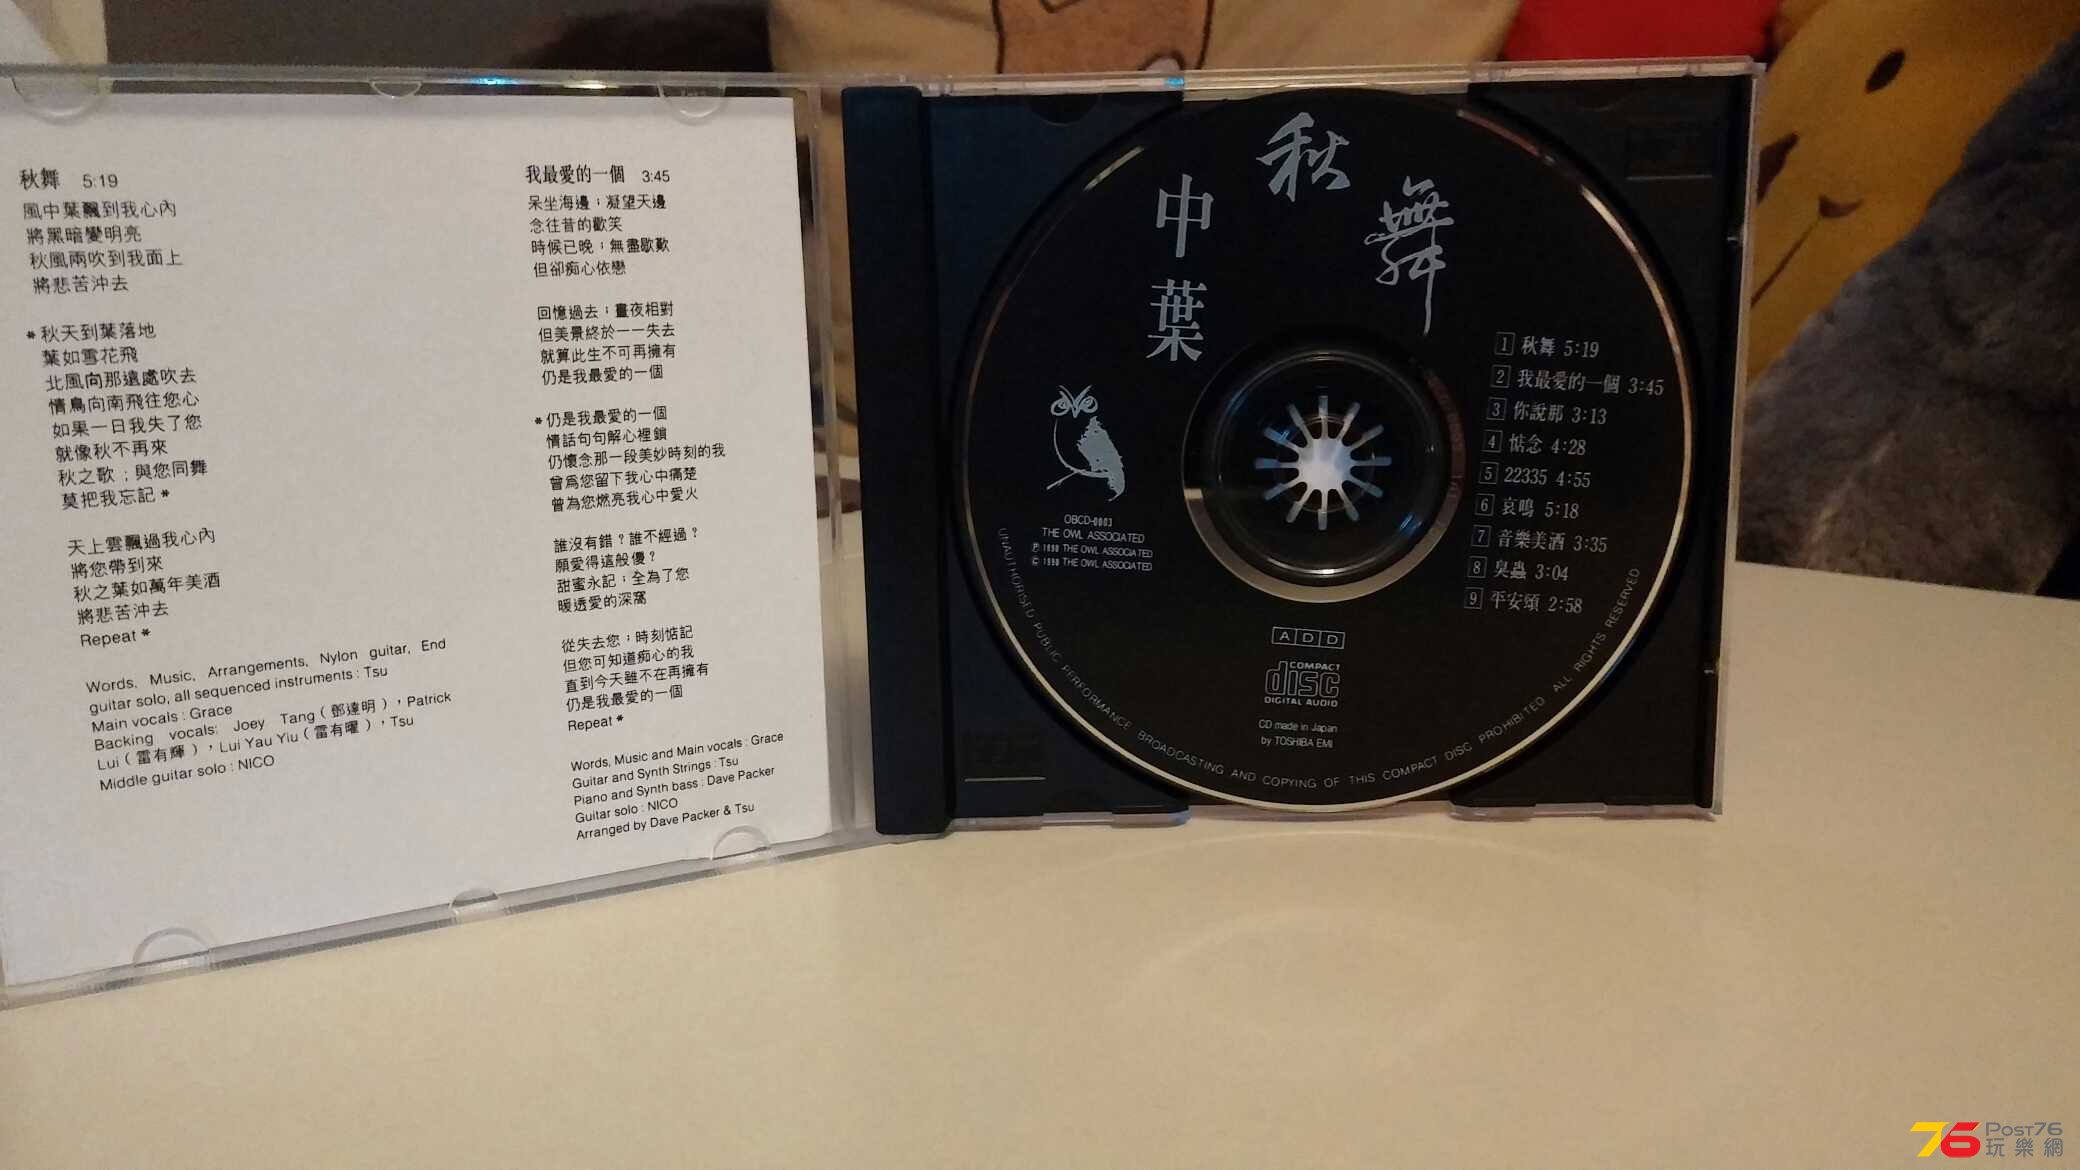 秋舞 5:19
風中葉飄到我心內
將黑暗變明亮
秋風兩吹到我面上
將悲苦沖去
*秋天到葉落地
葉如雪花飛
北風向那遠處吹去
情鳥向南飛往您心
如果一日我失了您
就像秋不再來
秋之歌；與您同舞
莫把我忘記*
天上雲飄過我心內
將您帶到來
秋之葉如萬年美酒
將悲苦沖去
Repeat *
Words, Music, Arrangements, Nylon guitar, End
guitar solo, all sequenced instruments : Tsu
Main vocals : Grace
Backing vocals: Joey Tang（鄧達明），Patrick
Lui（雷有輝），Lui Yau Yiu（雷有曜），Tsu
Middle guitar solo : NICO
我最愛的一個 3:45
呆坐海邊；凝望天邊
念往昔的歡笑
時候已晚；無盡歇歎
但卻痴心依戀
回憶過去；晝夜相對
但美景終於一一失去
就算此生不可再擁有
仍是我最愛的一個
*仍是我最愛的一個
情話句句解心裡鎖
仍懷念那一段美妙時刻的我
曾爲您留下我心中痛楚
曾為您燃亮我心中愛火
誰沒有錯？誰不經過？
願愛得這般傻？
甜蜜永記；全為了您
暖透愛的深窩
從失去您；時刻惦記
但您可知道痴心的我
直到今天雖不在再擁有
仍是我最愛的一個
Repeat *
Words, Music and Main vocals : Grace
Guitar and Synth Strings : Tsu
Piano and Synth bass : Dave Packer
Guitar solo : NICO
Arranged by Dave Packer & Tsu
秋舞
中葉
OBCD-0003
THE OWL ASSOCIATED
Ⓟ 1990 THE OWL ASSOCIATED
© 1990 THE OWL ASSOCIATED
1 秋舞 5:19
2 我最愛的一個 3:45
3 你說那 3:13
4 惦念 4:28
5 22335 4:55
6 哀鳴 5:18
7 音樂美酒 3:35
8 臭蟲 3:04
9 平安頌 2:58
ADD
COMPACT
disc
DIGITAL AUDIO
CD made in Japan
by TOSHIBA EMI
UNAUTHORISED PUBLIC PERFORMANCE BROADCASTING AND COPYING OF THIS COMPACT DISC PROHIBITED ALL RIGHTS RESERVED
76 POST76
玩樂網